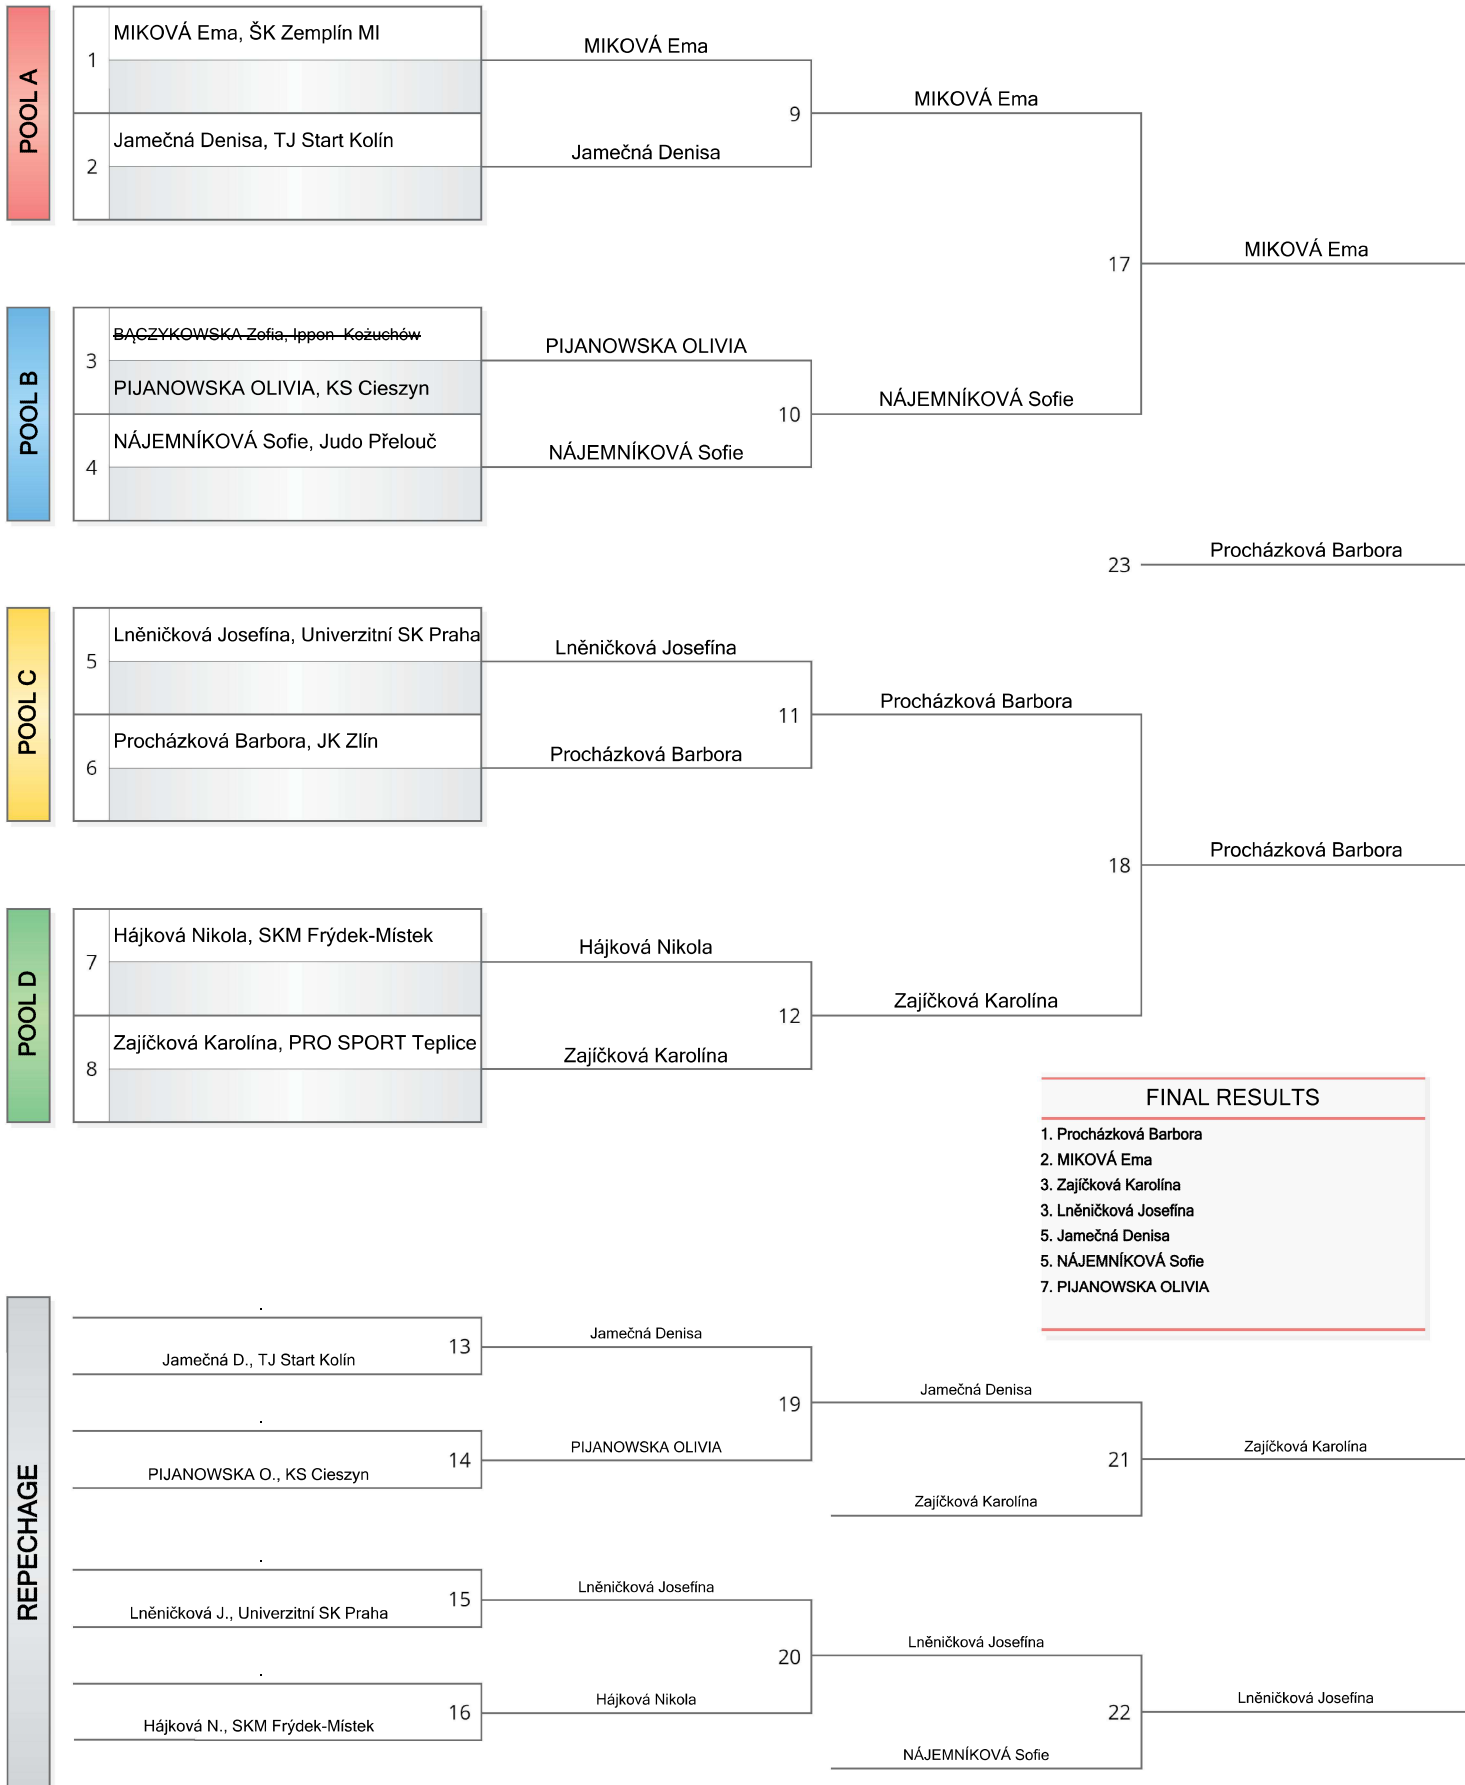 POOL A
1
MIKOVÁ Ema, ŠK Zemplín MI
2
Jamečná Denisa, TJ Start Kolín
MIKOVÁ Ema
Jamečná Denisa
9
MIKOVÁ Ema
17
MIKOVÁ Ema
POOL B
3
BĄCZYKOWSKA Zofia, Ippon Kożuchów
PIJANOWSKA OLIVIA, KS Cieszyn
4
NÁJEMNÍKOVÁ Sofie, Judo Přelouč
PIJANOWSKA OLIVIA
NÁJEMNÍKOVÁ Sofie
10
NÁJEMNÍKOVÁ Sofie
23
Procházková Barbora
POOL C
5
Lněničková Josefína, Univerzitní SK Praha
6
Procházková Barbora, JK Zlín
Lněničková Josefína
Procházková Barbora
11
Procházková Barbora
18
Procházková Barbora
POOL D
7
Hájková Nikola, SKM Frýdek-Místek
8
Zajíčková Karolína, PRO SPORT Teplice
Hájková Nikola
Zajíčková Karolína
12
Zajíčková Karolína
FINAL RESULTS
1. Procházková Barbora
2. MIKOVÁ Ema
3. Zajíčková Karolína
3. Lněničková Josefína
5. Jamečná Denisa
5. NÁJEMNÍKOVÁ Sofie
7. PIJANOWSKA OLIVIA
REPECHAGE
.
Jamečná D., TJ Start Kolín
13
.
PIJANOWSKA O., KS Cieszyn
14
Jamečná Denisa
PIJANOWSKA OLIVIA
19
Jamečná Denisa
Zajíčková Karolína
21
Zajíčková Karolína
.
Lněničková J., Univerzitní SK Praha
15
.
Hájková N., SKM Frýdek-Místek
16
Lněničková Josefína
Hájková Nikola
20
Lněničková Josefína
NÁJEMNÍKOVÁ Sofie
22
Lněničková Josefína